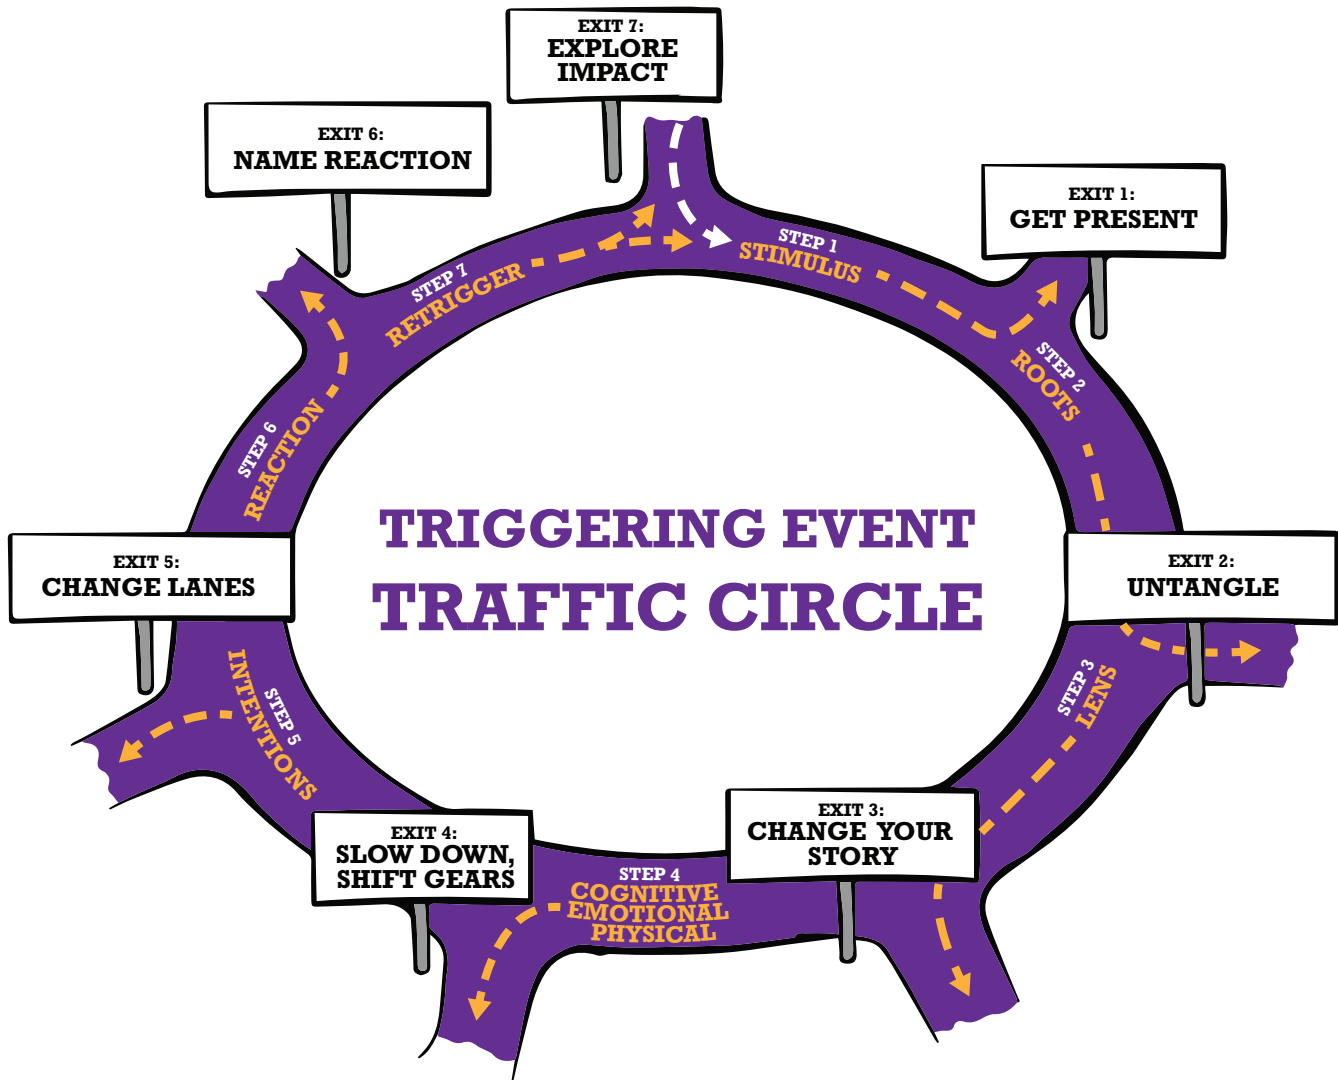 EXIT 7:
EXPLORE
IMPACT
EXIT 6:
NAME REACTION
EXIT 1:
GET PRESENT
STEP 1
STIMULUS
STEP 7
RETRIGGER
STEP 2
ROOTS
STEP 6
REACTION
TRIGGERING EVENT
TRAFFIC CIRCLE
EXIT 5:
CHANGE LANES
EXIT 2:
UNTANGLE
STEP 3
LENS
STEP 5
INTENTIONS
EXIT 3:
CHANGE YOUR
STORY
EXIT 4:
SLOW DOWN,
SHIFT GEARS
STEP 4
COGNITIVE
EMOTIONAL
PHYSICAL